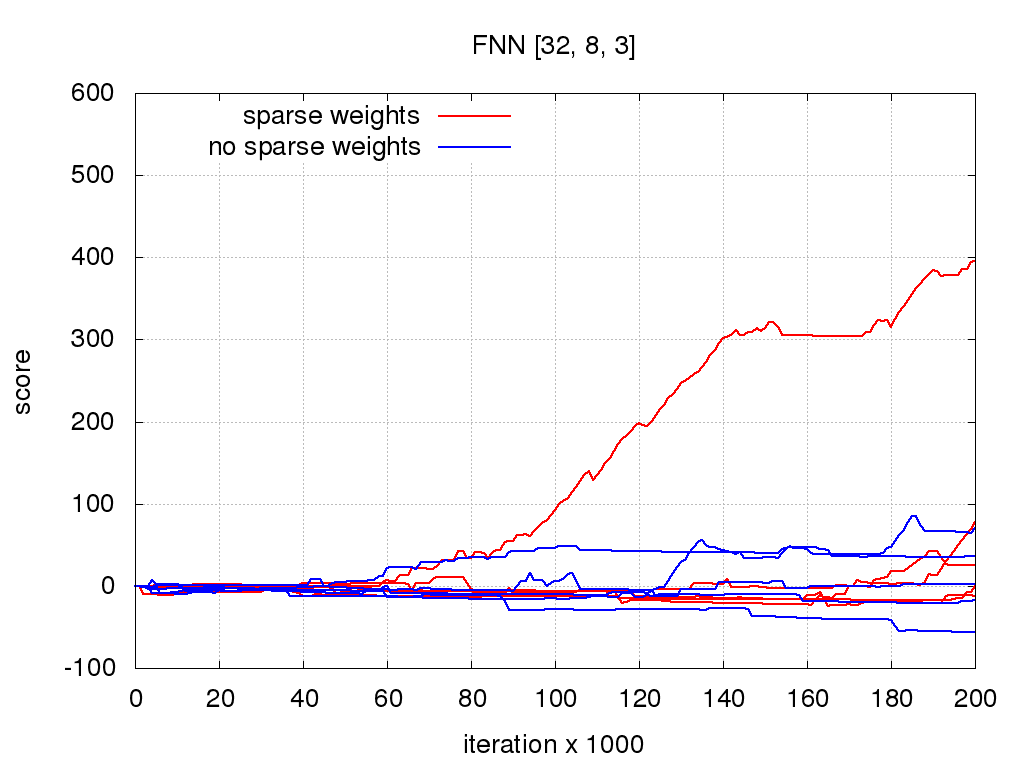 FNN [32, 8, 3]
600
sparse weights
no sparse weights
500
400
300
score
200
100
0
-100
0 20 40 60 80 100 120 140 160 180 200
iteration x 1000